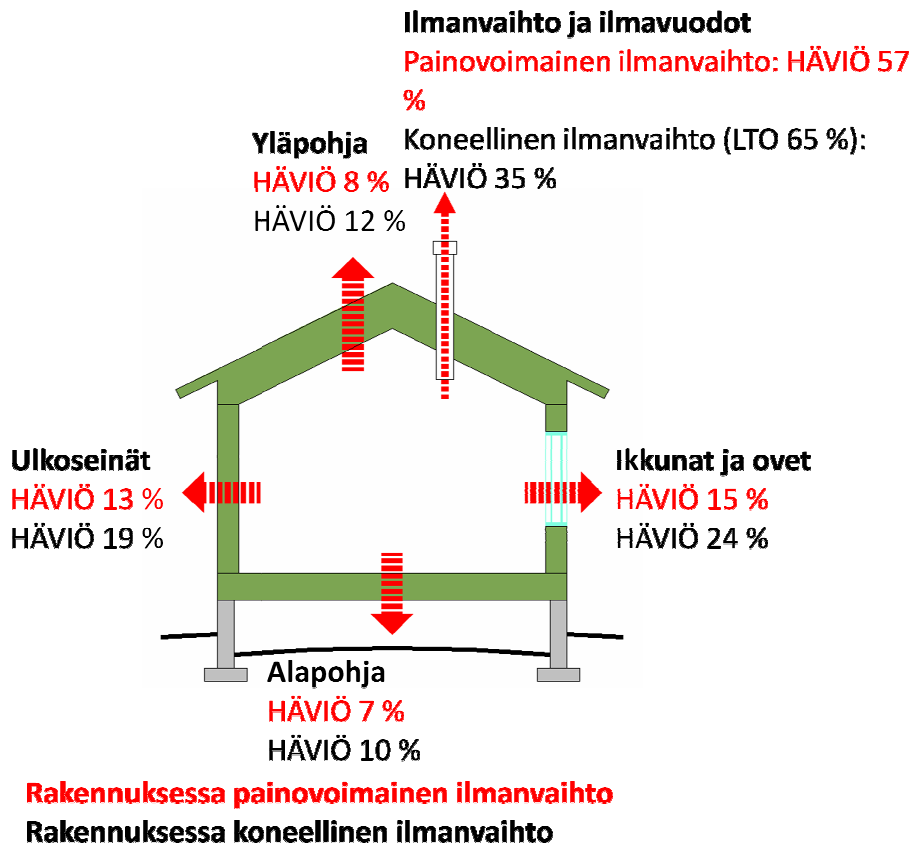 Ilmanvaihto ja ilmavuodot
Painovoimainen ilmanvaihto: HÄVIÖ 57
%
Koneellinen ilmanvaihto (LTO 65 %):
HÄVIÖ 35 %
Yläpohja
HÄVIÖ 8 %
HÄVIÖ 12 %
Ulkoseinät
HÄVIÖ 13 %
HÄVIÖ 19 %
Ikkunat ja ovet
HÄVIÖ 15 %
HÄVIÖ 24 %
Alapohja
HÄVIÖ 7 %
HÄVIÖ 10 %
Rakennuksessa painovoimainen ilmanvaihto
Rakennuksessa koneellinen ilmanvaihto